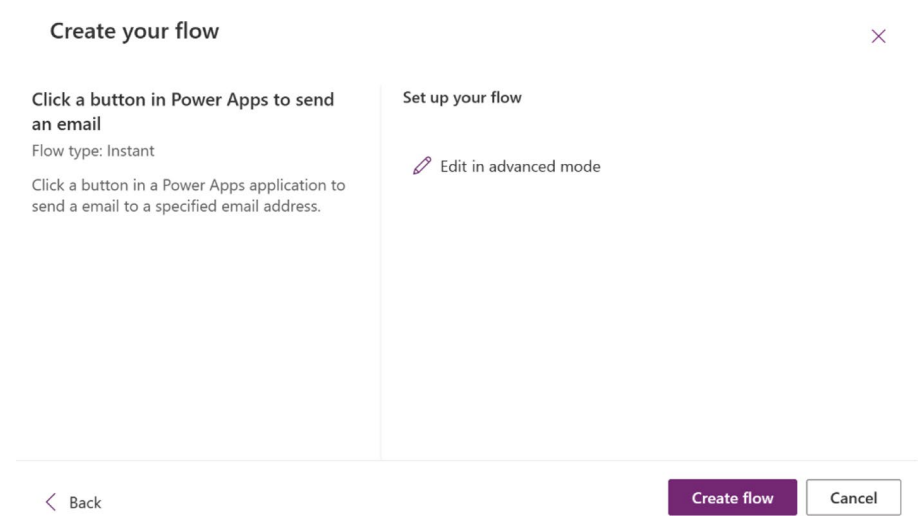 Create your flow
Click a button in Power Apps to send
an email
Flow type: Instant
Click a button in a Power Apps application to
send a email to a specified email address.
Set up your flow
Edit in advanced mode
Back
Create flow
Cancel